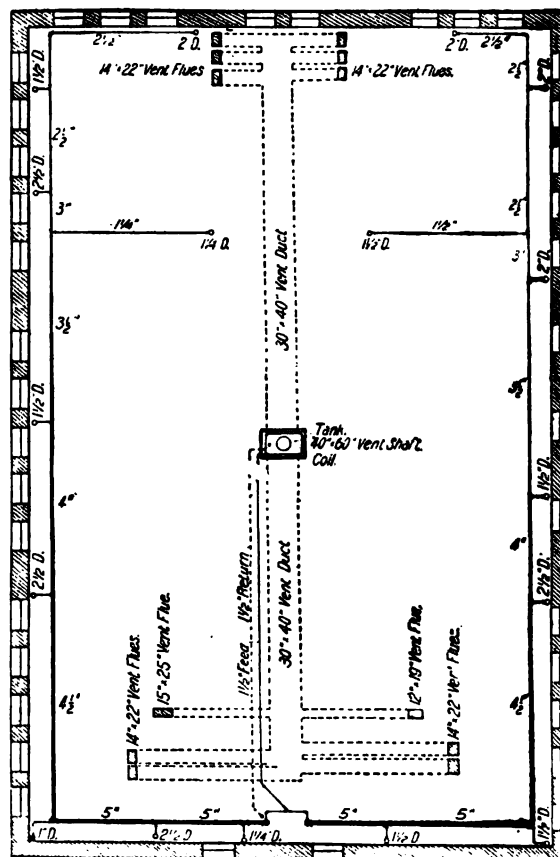 2½" 2"D. 2"D. 2½"
14"×22" Vent Flues 14"×22" Vent Flues.
1½"D.
2½"
2"D.
2½"
2½"D.
3"
2½"
1¼" 1½"
1¼"D. 1½"D.
3"
2"D.
30"×40" Vent Duct
3½"
3½"
1½"D.
Tank.
40"×60" Vent Shaft.
Coil.
1½"D.
4"
4"
2½"D.
2½"D.
1½" Return
1½" Feed
30"×40" Vent Duct
15"×25" Vent Flue.
14"×22" Vent Flues.
12"×19" Vent Flue.
14"×22" Vent Flues.
4½"
4½"
5" 5" 5" 5"
1"D. 2½"D. 1¼"D. 1½"D.
1½"D.